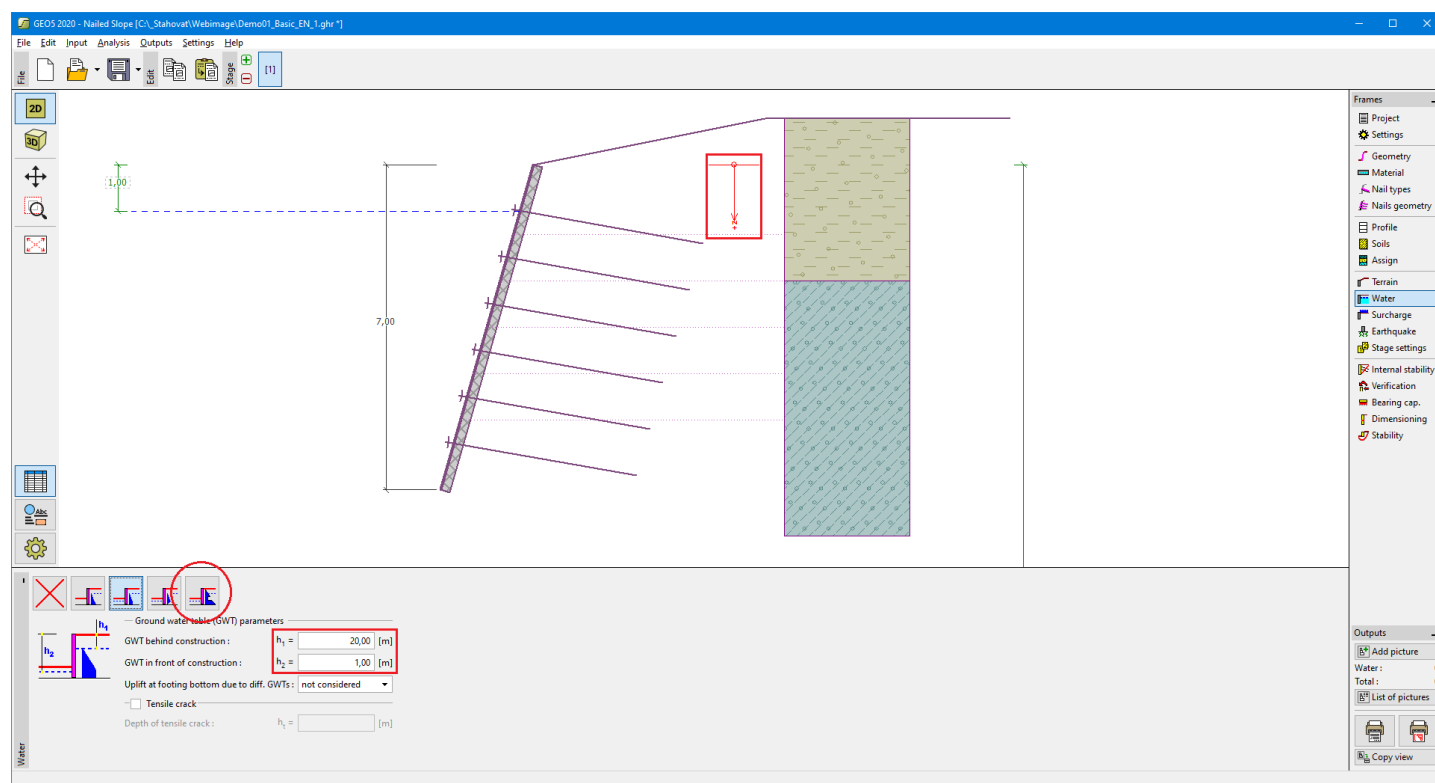 GEO5 2020 - Nailed Slope [C:\_Stahovat\Webimage\Demo01_Basic_EN_1.ghr *]
File Edit Input Analysis Outputs Settings Help
File
Edit
Stage
[1]
2D
3D
Abc
1,00
7,00
+z
Frames
Project
Settings
Geometry
Material
Nail types
Nails geometry
Profile
Soils
Assign
Terrain
Water
Surcharge
Earthquake
Stage settings
Internal stability
Verification
Bearing cap.
Dimensioning
Stability
Ground water table (GWT) parameters
h1
h2
GWT behind construction : h1 = 20,00 [m]
GWT in front of construction : h2 = 1,00 [m]
Uplift at footing bottom due to diff. GWTs : not considered
Tensile crack
Depth of tensile crack : ht = [m]
Water
Outputs
Add picture
Water :
Total :
List of pictures
Copy view